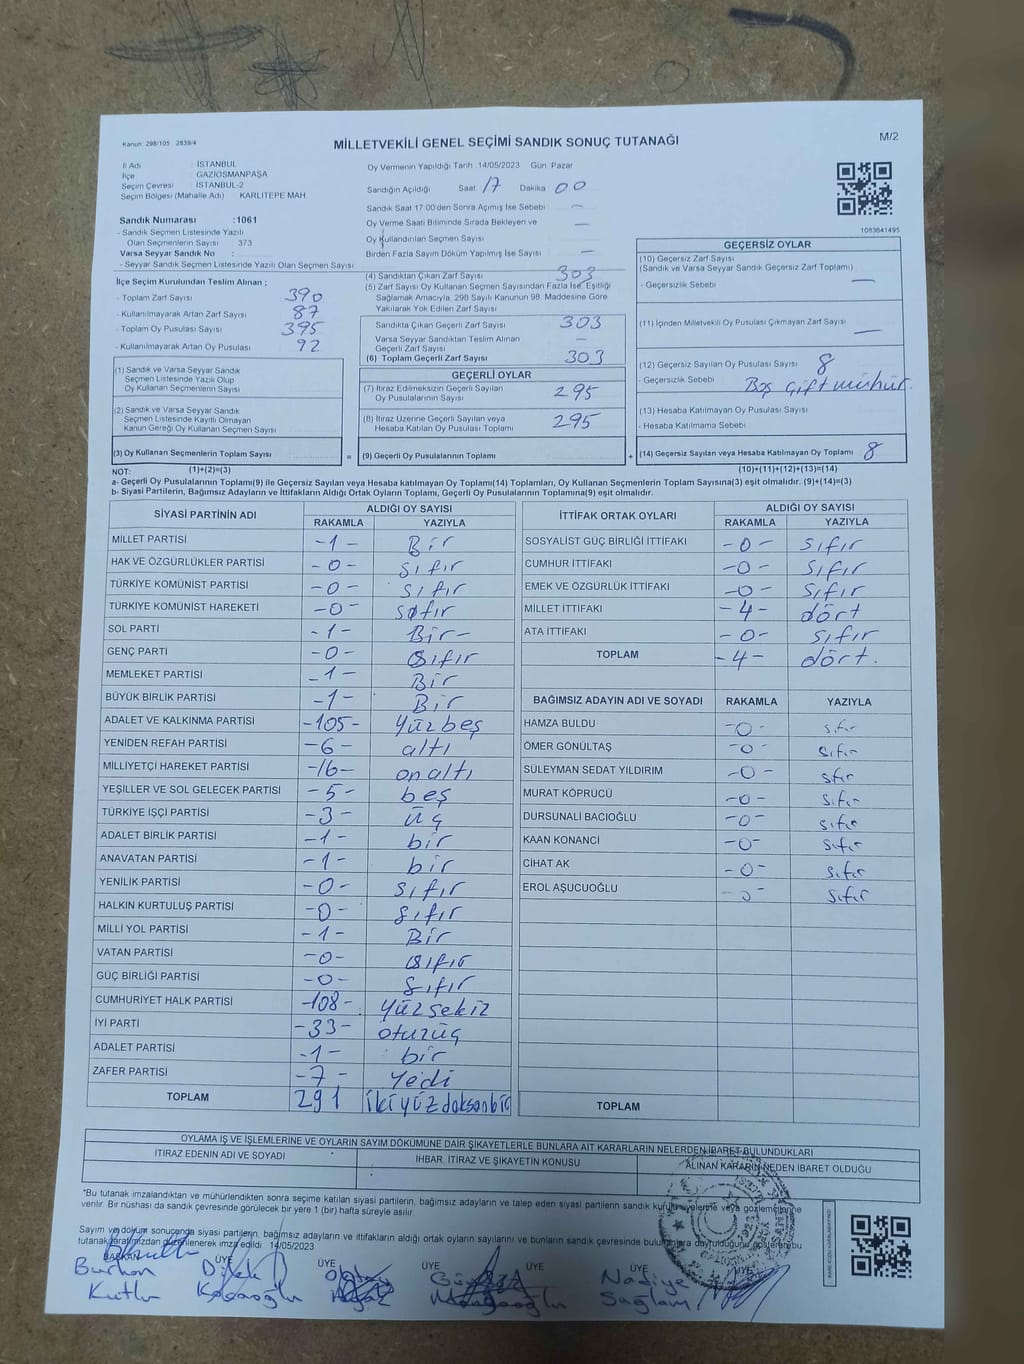 Kanun: 298/105 2839/4
MİLLETVEKİLİ GENEL SEÇİMİ SANDIK SONUÇ TUTANAĞI
M/2
İl Adı İSTANBUL
İlçe GAZİOSMANPAŞA
Seçim Çevresi İSTANBUL-2
Seçim Bölgesi (Mahalle Adı) KARLITEPE MAH
Sandık Numarası :1061
- Sandık Seçmen Listesinde Yazılı
Olan Seçmenlerin Sayısı : 373
Varsa Seyyar Sandık No :
- Seyyar Sandık Seçmen Listesinde Yazılı Olan Seçmen Sayısı
İlçe Seçim Kurulundan Teslim Alınan ;
- Toplam Zarf Sayısı 390
- Kullanılmayarak Artan Zarf Sayısı 87
- Toplam Oy Pusulası Sayısı 395
- Kullanılmayarak Artan Oy Pusulası 92
(1) Sandık ve Varsa Seyyar Sandık
Seçmen Listesinde Yazılı Olup
Oy Kullanan Seçmenlerin Sayısı
(2) Sandık ve Varsa Seyyar Sandık
Seçmen Listesinde Kayıtlı Olmayan
Kanun Gereği Oy Kullanan Seçmen Sayısı
(3) Oy Kullanan Seçmenlerin Toplam Sayısı =
Oy Vermenin Yapıldığı Tarih 14/05/2023 Gün Pazar
Sandığın Açıldığı Saat 17 Dakika 00
Sandık Saat 17:00'den Sonra Açımış İse Sebebi -
Oy Verme Saati Bitiminde Sırada Bekleyen ve -
Oy Kullandırılan Seçmen Sayısı
Birden Fazla Sayım Döküm Yapılmış İse Sayısı -
(4) Sandıktan Çıkan Zarf Sayısı 303
(5) Zarf Sayısı Oy Kullanan Seçmen Sayısından Fazla İse, Eşitliği
Sağlamak Amacıyla, 298 Sayılı Kanunun 98. Maddesine Göre
Yakılarak Yok Edilen Zarf Sayısı
Sandıkta Çıkan Geçerli Zarf Sayısı 303
Varsa Seyyar Sandıktan Teslim Alınan -
Geçerli Zarf Sayısı
(6) Toplam Geçerli Zarf Sayısı 303
GEÇERLİ OYLAR
(7) İtiraz Edilmeksizin Geçerli Sayılan 295
Oy Pusulalarının Sayısı
(8) İtiraz Üzerine Geçerli Sayılan veya 295
Hesaba Katılan Oy Pusulası Toplamı
(9) Geçerli Oy Pusulalarının Toplamı +
1083641495
GEÇERSİZ OYLAR
(10) Geçersiz Zarf Sayısı
(Sandık ve Varsa Seyyar Sandık Geçersiz Zarf Toplamı)
- Geçersizlik Sebebi -
(11) İçinden Milletvekili Oy Pusulası Çıkmayan Zarf Sayısı -
(12) Geçersiz Sayılan Oy Pusulası Sayısı 8
- Geçersizlik Sebebi Boş çift mühür.
(13) Hesaba Katılmayan Oy Pusulası Sayısı
- Hesaba Katılmama Sebebi
(14) Geçersiz Sayılan veya Hesaba Katılmayan Oy Toplamı 8
NOT: (1)+(2)=(3) (10)+(11)+(12)+(13)=(14)
a- Geçerli Oy Pusulalarının Toplamı(9) ile Geçersiz Sayılan veya Hesaba katılmayan Oy Toplamı(14) Toplamları, Oy Kullanan Seçmenlerin Toplam Sayısına(3) eşit olmalıdır. (9)+(14)=(3)
b- Siyasi Partilerin, Bağımsız Adayların ve İttifakların Aldığı Ortak Oyların Toplamı, Geçerli Oy Pusulalarının Toplamına(9) eşit olmalıdır.
SİYASİ PARTİNİN ADI ALDIĞI OY SAYISI
RAKAMLA YAZIYLA
MİLLET PARTİSİ -1- Bir
HAK VE ÖZGÜRLÜKLER PARTİSİ -0- sıfır
TÜRKİYE KOMÜNİST PARTİSİ -0- sıfır
TÜRKİYE KOMÜNİST HAREKETİ -0- sıfır
SOL PARTİ -1- Bir-
GENÇ PARTİ -0- Sıfır
MEMLEKET PARTİSİ -1- Bir
BÜYÜK BİRLİK PARTİSİ -1- Bir
ADALET VE KALKINMA PARTİSİ -105- yüzbeş
YENİDEN REFAH PARTİSİ -6- altı
MİLLİYETÇİ HAREKET PARTİSİ -16- onaltı
YEŞİLLER VE SOL GELECEK PARTİSİ -5- beş
TÜRKİYE İŞÇİ PARTİSİ -3- üç
ADALET BİRLİK PARTİSİ -1- bir
ANAVATAN PARTİSİ -1- bir
YENİLİK PARTİSİ -0- sıfır
HALKIN KURTULUŞ PARTİSİ -0- sıfır
MİLLİ YOL PARTİSİ -1- Bir
VATAN PARTİSİ -0- sıfır
GÜÇ BİRLİĞİ PARTİSİ -0- sıfır
CUMHURİYET HALK PARTİSİ -108- yüzsekiz
İYİ PARTİ -33- otuzüç
ADALET PARTİSİ -1- bir
ZAFER PARTİSİ -7- yedi
TOPLAM 291 ikiyüzdoksanbir
İTTİFAK ORTAK OYLARI ALDIĞI OY SAYISI
RAKAMLA YAZIYLA
SOSYALİST GÜÇ BİRLİĞİ İTTİFAKI -0- sıfır
CUMHUR İTTİFAKI -0- sıfır
EMEK VE ÖZGÜRLÜK İTTİFAKI -0- sıfır
MİLLET İTTİFAKI -4- dört
ATA İTTİFAKI -0- sıfır
TOPLAM -4- dört.
BAĞIMSIZ ADAYIN ADI VE SOYADI RAKAMLA YAZIYLA
HAMZA BULDU -0- sıfır
ÖMER GÖNÜLTAŞ -0- sıfır
SÜLEYMAN SEDAT YILDIRIM -0- sfır
MURAT KÖPRÜCÜ -0- sıfır
DURSUNALİ BACIOĞLU -0- sıfır
KAAN KONANCİ -0- sıfır
CİHAT AK -0- sıfır
EROL AŞUCUOĞLU -0- sıfır
TOPLAM
OYLAMA İŞ VE İŞLEMLERİNE VE OYLARIN SAYIM DÖKÜMÜNE DAİR ŞİKAYETLERLE BUNLARA AİT KARARLARIN NELERDEN İBARET BULUNDUKLARI
İTİRAZ EDENİN ADI VE SOYADI İHBAR, İTİRAZ VE ŞİKAYETİN KONUSU ALINAN KARARIN NEDEN İBARET OLDUĞU
*Bu tutanak imzalandıktan ve mühürlendikten sonra seçime katılan siyasi partilerin, bağımsız adayların ve talep eden siyasi partilerin sandık kurulu üyelerine veya gözlemcilerine
verilir. Bir nüshası da sandık çevresinde görülecek bir yere 1 (bir) hafta süreyle asılır.
Sayım ve döküm sonucunda siyasi partilerin, bağımsız adayların ve ittifakların aldığı ortak oyların sayılarını ve bunların sandık çevresinde bulunanlara duyurulduğunu gösteren bu
tutanak tarafımızdan düzenlenerek imza edildi 14/05/2023
BAŞKAN ÜYE ÜYE ÜYE ÜYE ÜYE
Burhan Dilek Nadiye
Kutlu Sağlam